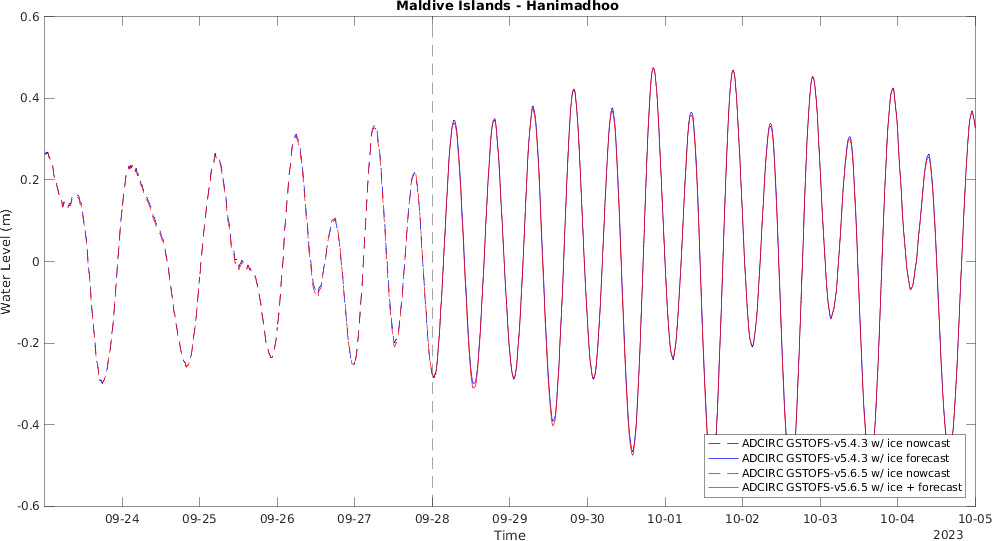 Maldive Islands - Hanimadhoo
0.6
0.4
0.2
0
-0.2
-0.4
-0.6
Water Level (m)
ADCIRC GSTOFS-v5.4.3 w/ ice nowcast
ADCIRC GSTOFS-v5.4.3 w/ ice forecast
ADCIRC GSTOFS-v5.6.5 w/ ice nowcast
ADCIRC GSTOFS-v5.6.5 w/ ice + forecast
09-24 09-25 09-26 09-27 09-28 09-29 09-30 10-01 10-02 10-03 10-04 10-05
Time
2023